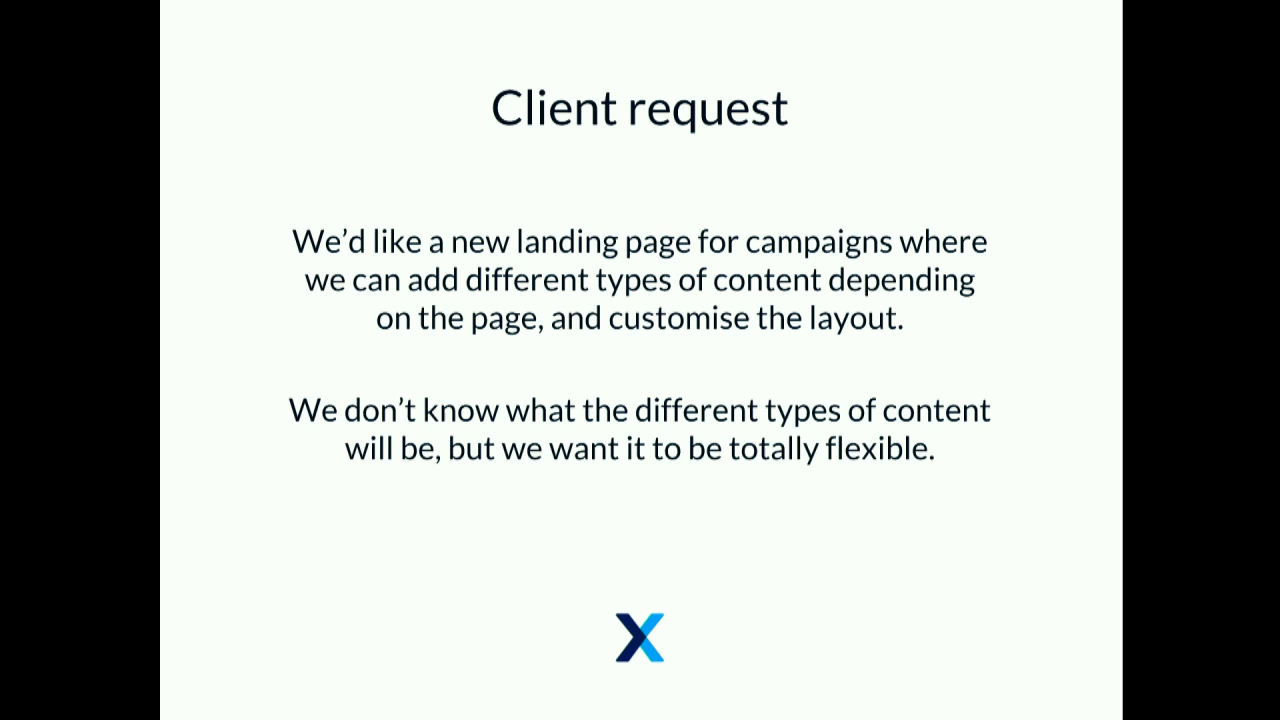 Client request
We’d like a new landing page for campaigns where
we can add different types of content depending
on the page, and customise the layout.
We don’t know what the different types of content
will be, but we want it to be totally flexible.